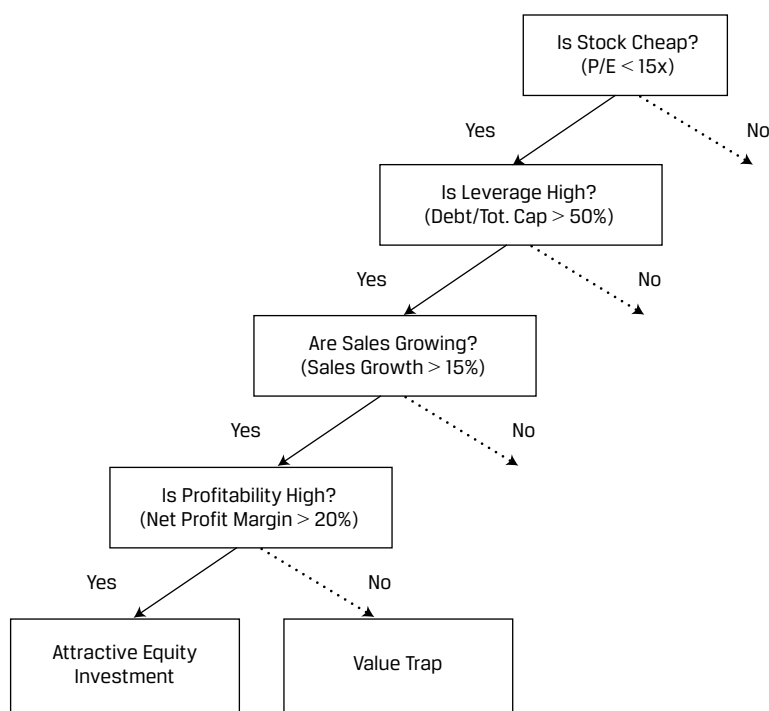 Is Stock Cheap?
(P/E < 15x)
Yes
No
Is Leverage High?
(Debt/Tot. Cap > 50%)
Yes
No
Are Sales Growing?
(Sales Growth > 15%)
Yes
No
Is Profitability High?
(Net Profit Margin > 20%)
Yes
No
Attractive Equity
Investment
Value Trap